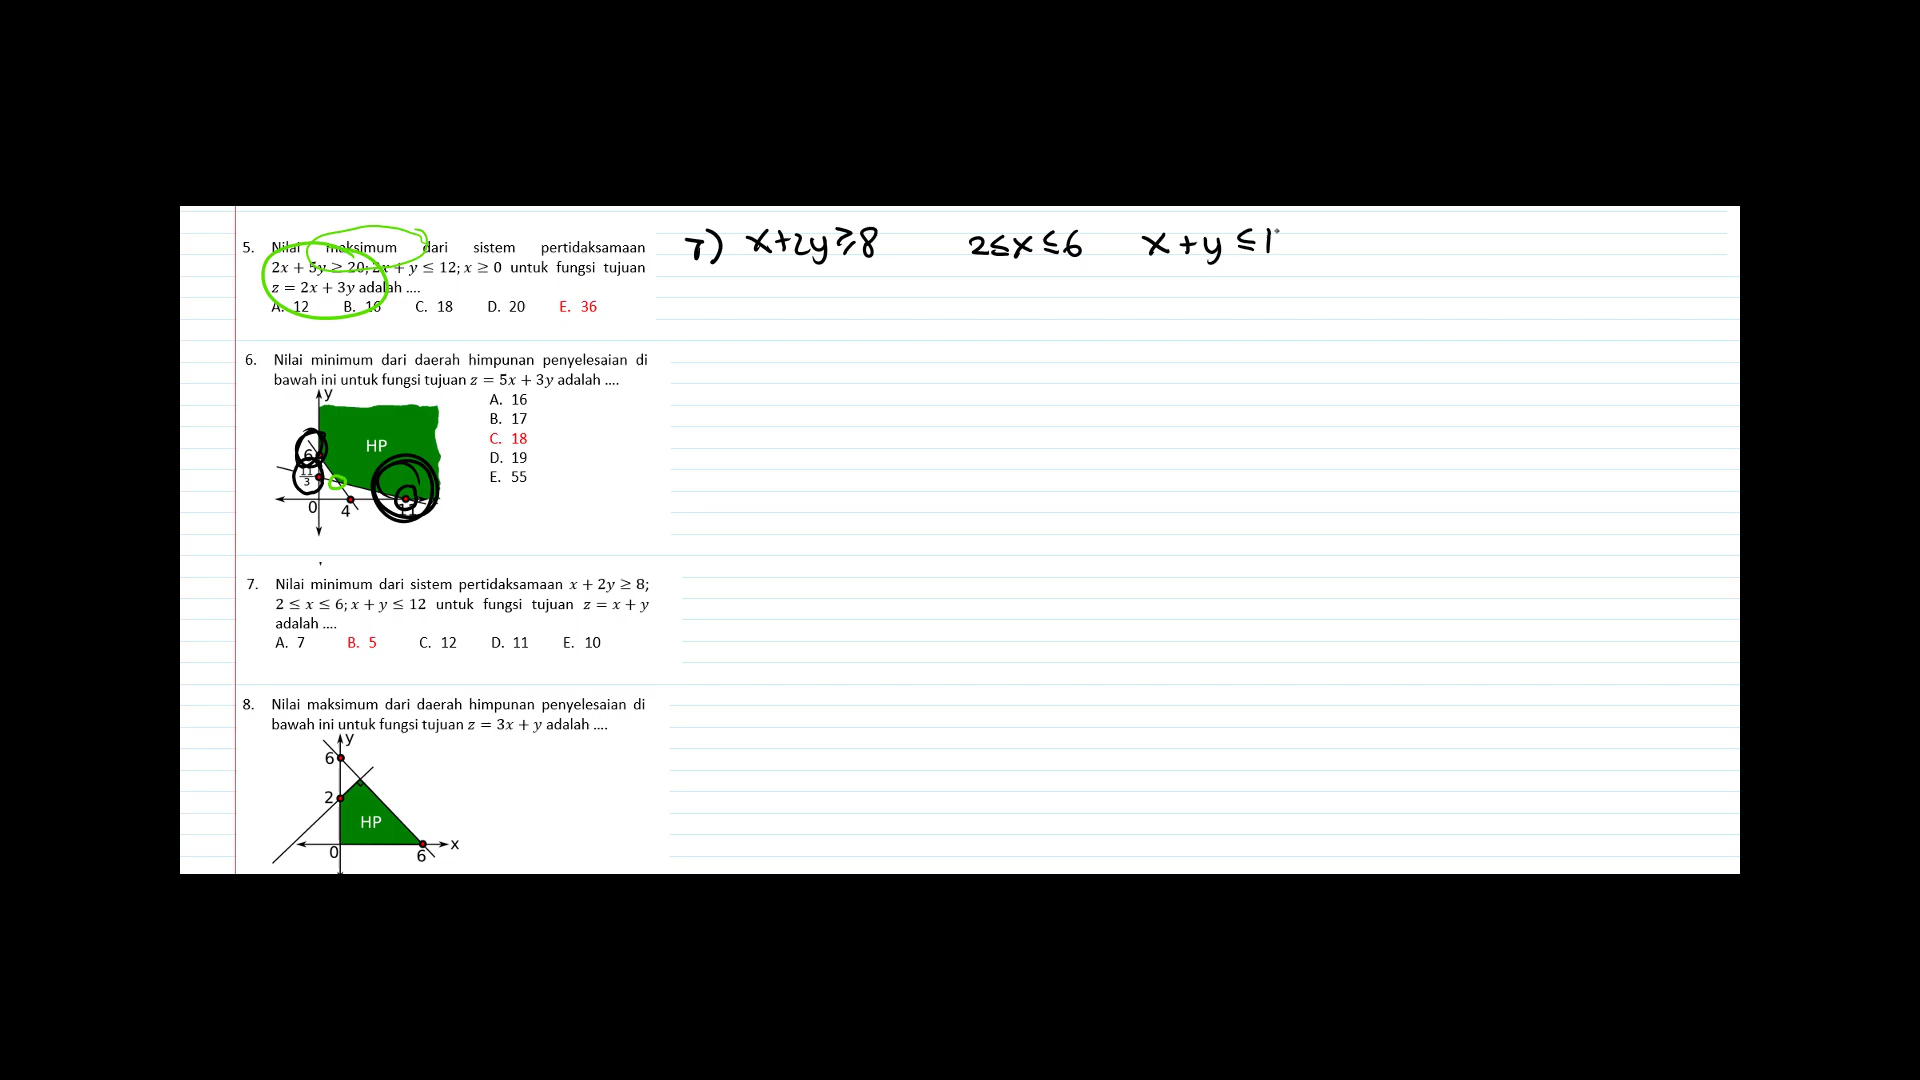 5. Nilai maksimum dari sistem pertidaksamaan
2x + 5y ≥ 20; 2x + y ≤ 12; x ≥ 0 untuk fungsi tujuan
z = 2x + 3y adalah ....
A. 12 B. 16 C. 18 D. 20 E. 36
6. Nilai minimum dari daerah himpunan penyelesaian di
bawah ini untuk fungsi tujuan z = 5x + 3y adalah ....
y
6
11/3
HP
0
4
11
A. 16
B. 17
C. 18
D. 19
E. 55
7. Nilai minimum dari sistem pertidaksamaan x + 2y ≥ 8;
2 ≤ x ≤ 6; x + y ≤ 12 untuk fungsi tujuan z = x + y
adalah ....
A. 7 B. 5 C. 12 D. 11 E. 10
8. Nilai maksimum dari daerah himpunan penyelesaian di
bawah ini untuk fungsi tujuan z = 3x + y adalah ....
y
6
2
HP
x
0
6
7) x+2y ≥ 8 2 ≤ x ≤ 6 x + y ≤ 1